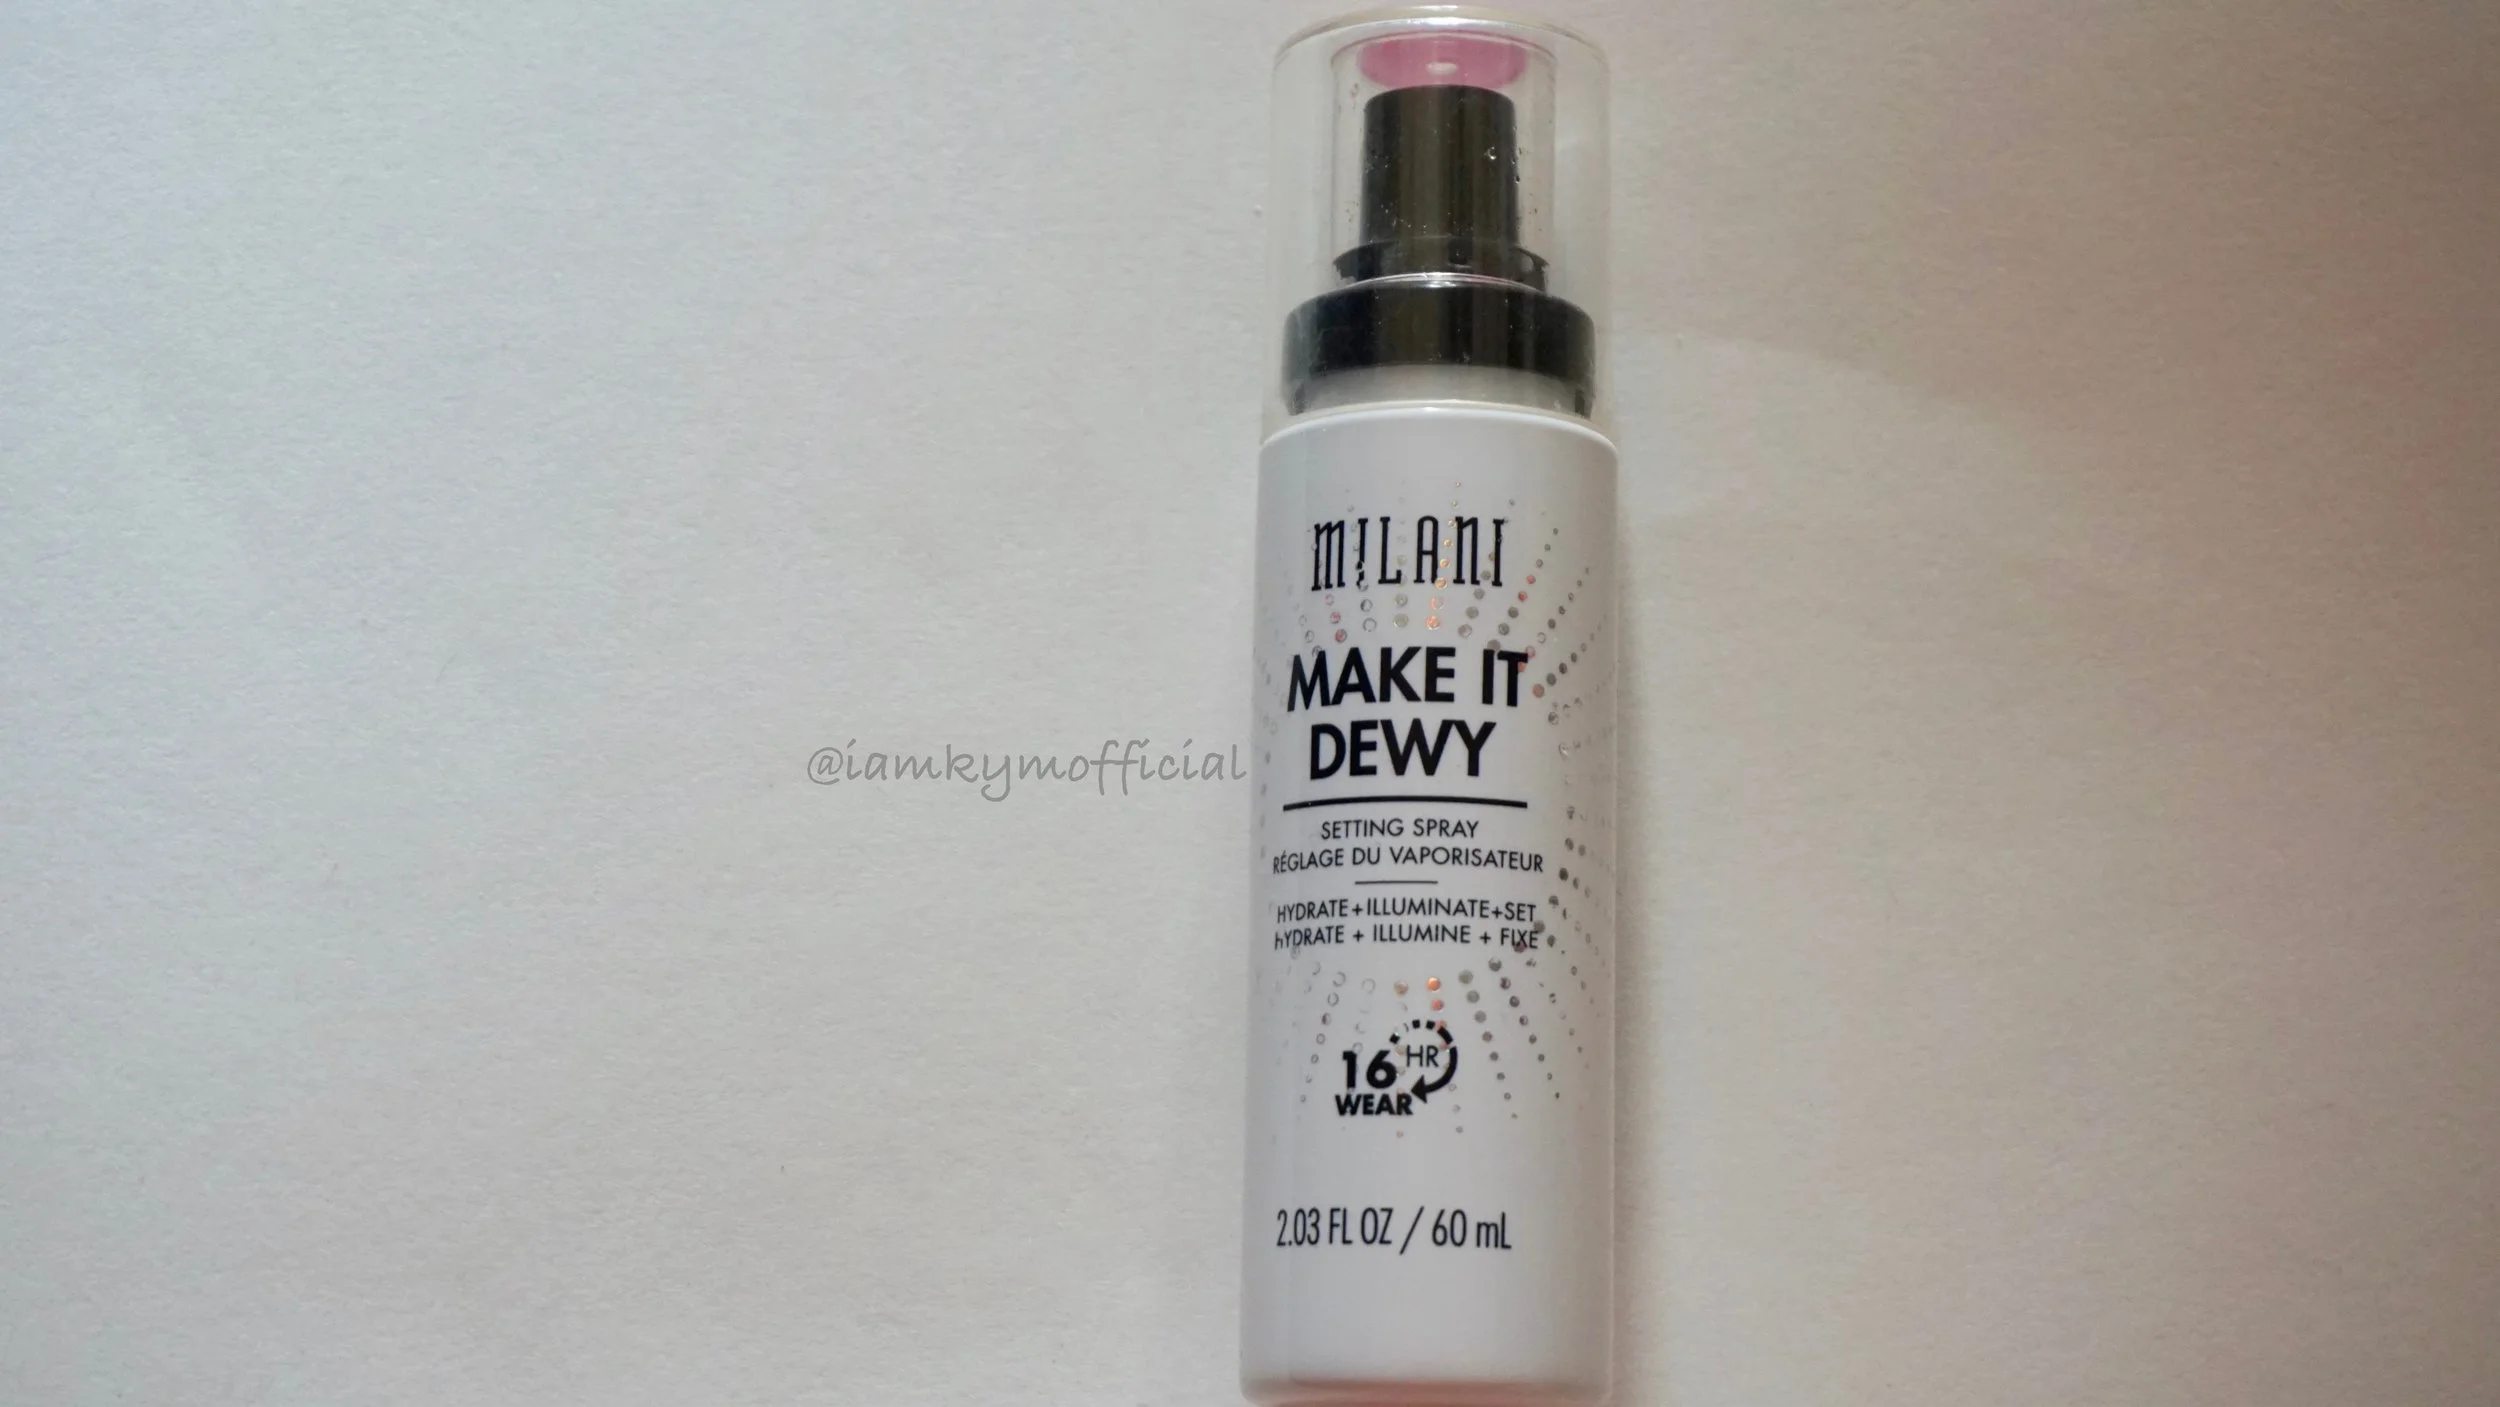 MILANI
MAKE IT
DEWY
@iamkymofficial
SETTING SPRAY
RÉGLAGE DU VAPORISATEUR
HYDRATE+ILLUMINATE+SET
HYDRATE + ILLUMINE + FIXE
16 HR
WEAR
2.03 FL OZ / 60 mL